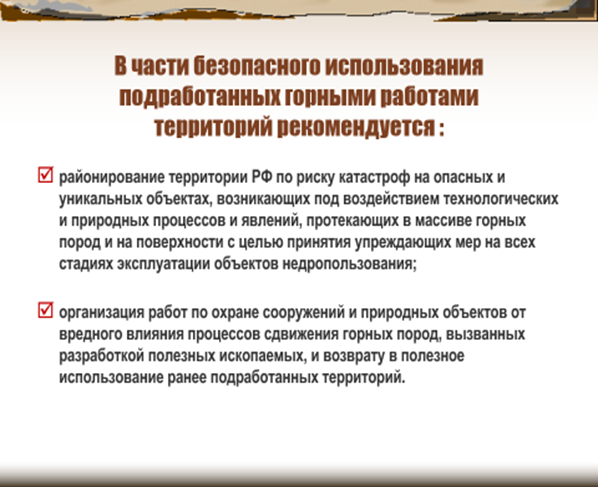 В части безопасного использования
подработанных горными работами
территорий рекомендуется :
районирование территории РФ по риску катастроф на опасных и
уникальных объектах, возникающих под воздействием технологических
и природных процессов и явлений, протекающих в массиве горных
пород и на поверхности с целью принятия упреждающих мер на всех
стадиях эксплуатации объектов недропользования;
организация работ по охране сооружений и природных объектов от
вредного влияния процессов сдвижения горных пород, вызванных
разработкой полезных ископаемых, и возврату в полезное
использование ранее подработанных территорий.